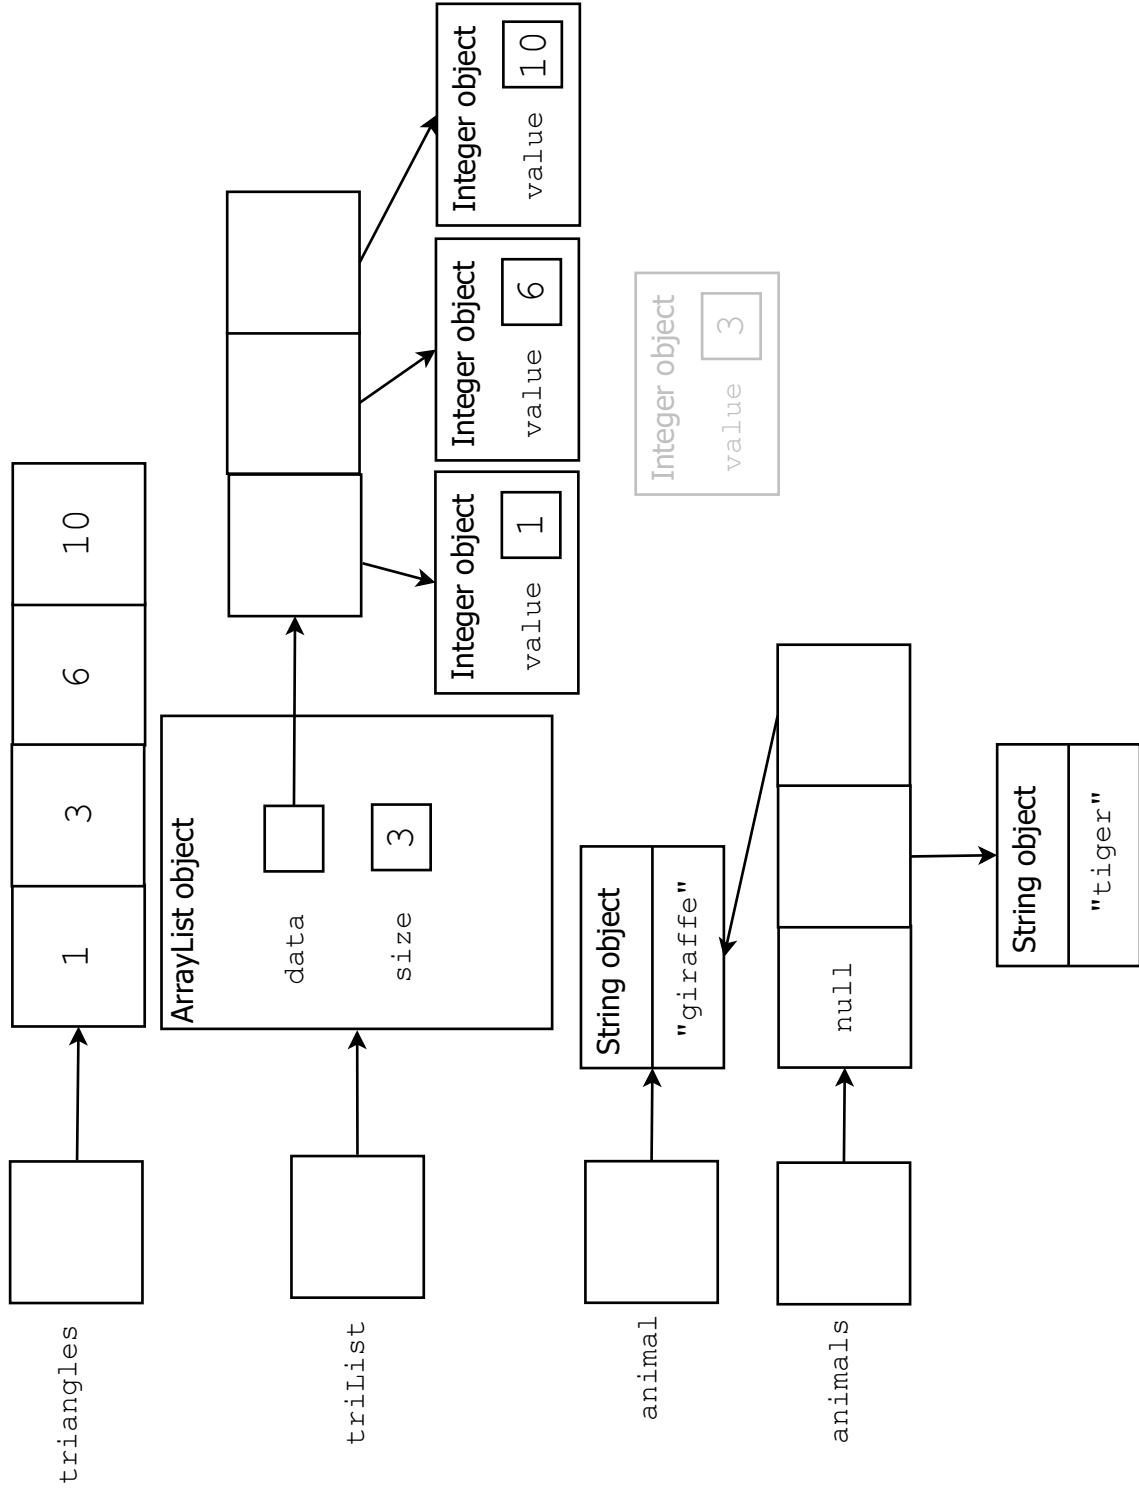 triangles
1
3
6
10
triList
ArrayList object
data
size
3
Integer object
value
1
Integer object
value
6
Integer object
value
10
Integer object
value
3
animal
String object
"giraffe"
animals
null
String object
"tiger"